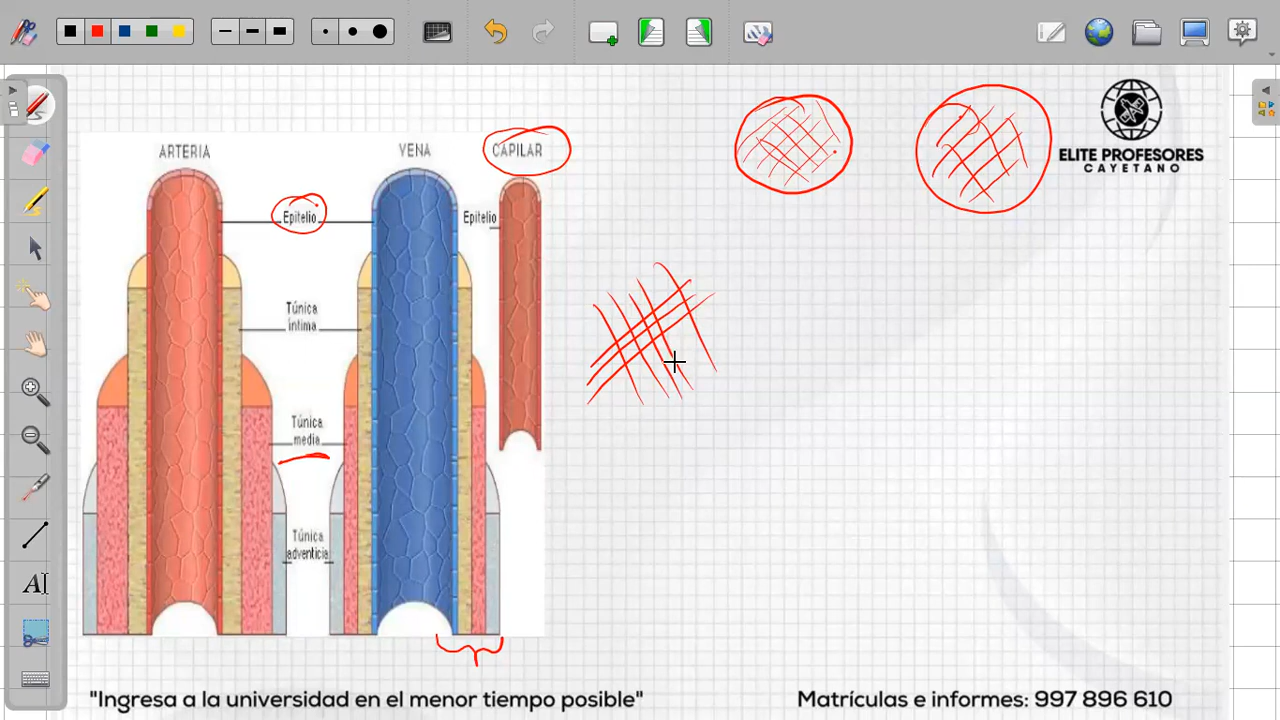 ARTERIA
VENA
CAPILAR
Epitelio
Epitelio
Túnica
íntima
Túnica
media
Túnica
adventicia
ELITE PROFESORES
CAYETANO
"Ingresa a la universidad en el menor tiempo posible"
Matrículas e informes: 997 896 610